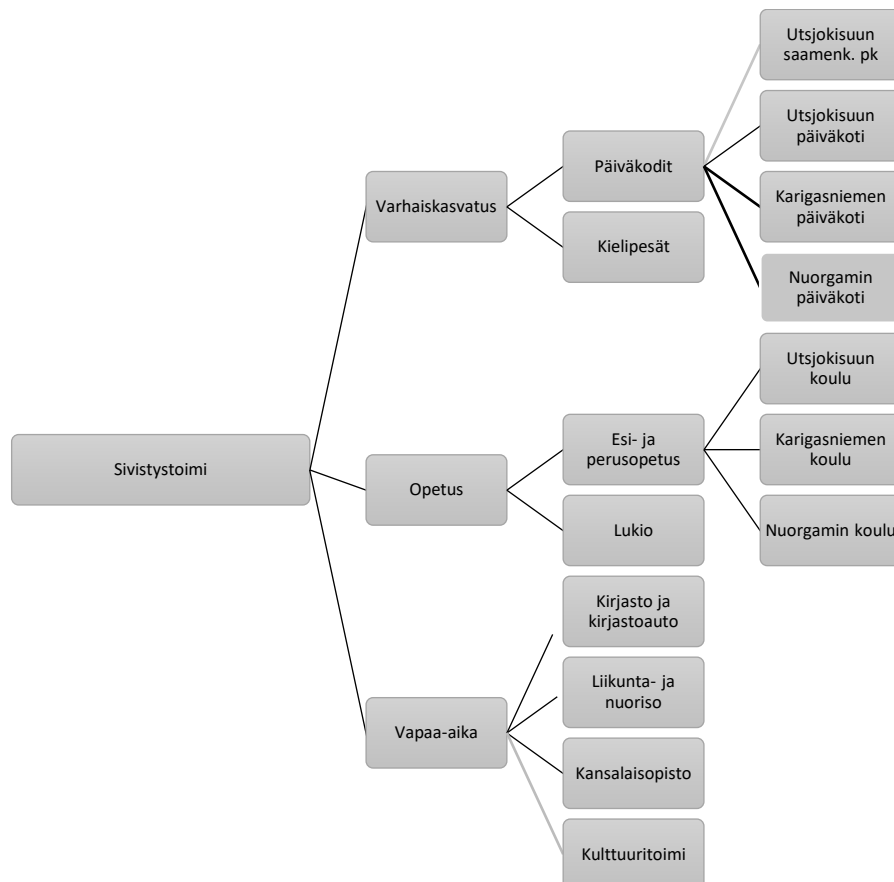 Utsjokisuun
saamenk. pk
Utsjokisuun
päiväkoti
Päiväkodit
Varhaiskasvatus
Karigasniemen
päiväkoti
Kielipesät
Nuorgamin
päiväkoti
Utsjokisuun
koulu
Esi- ja
perusopetus
Karigasniemen
koulu
Sivistystoimi
Opetus
Lukio
Nuorgamin koulu
Kirjasto ja
kirjastoauto
Liikunta- ja
nuoriso
Vapaa-aika
Kansalaisopisto
Kulttuuritoimi